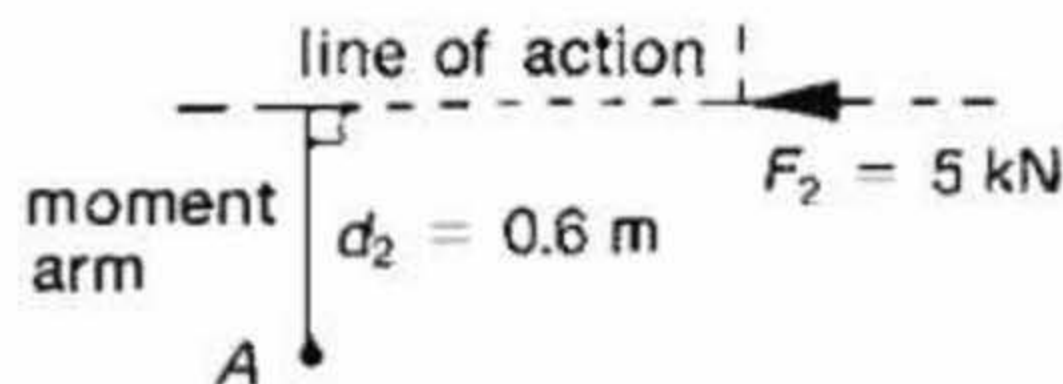 line of action
F₂ = 5 kN
moment
arm
d₂ = 0.6 m
A